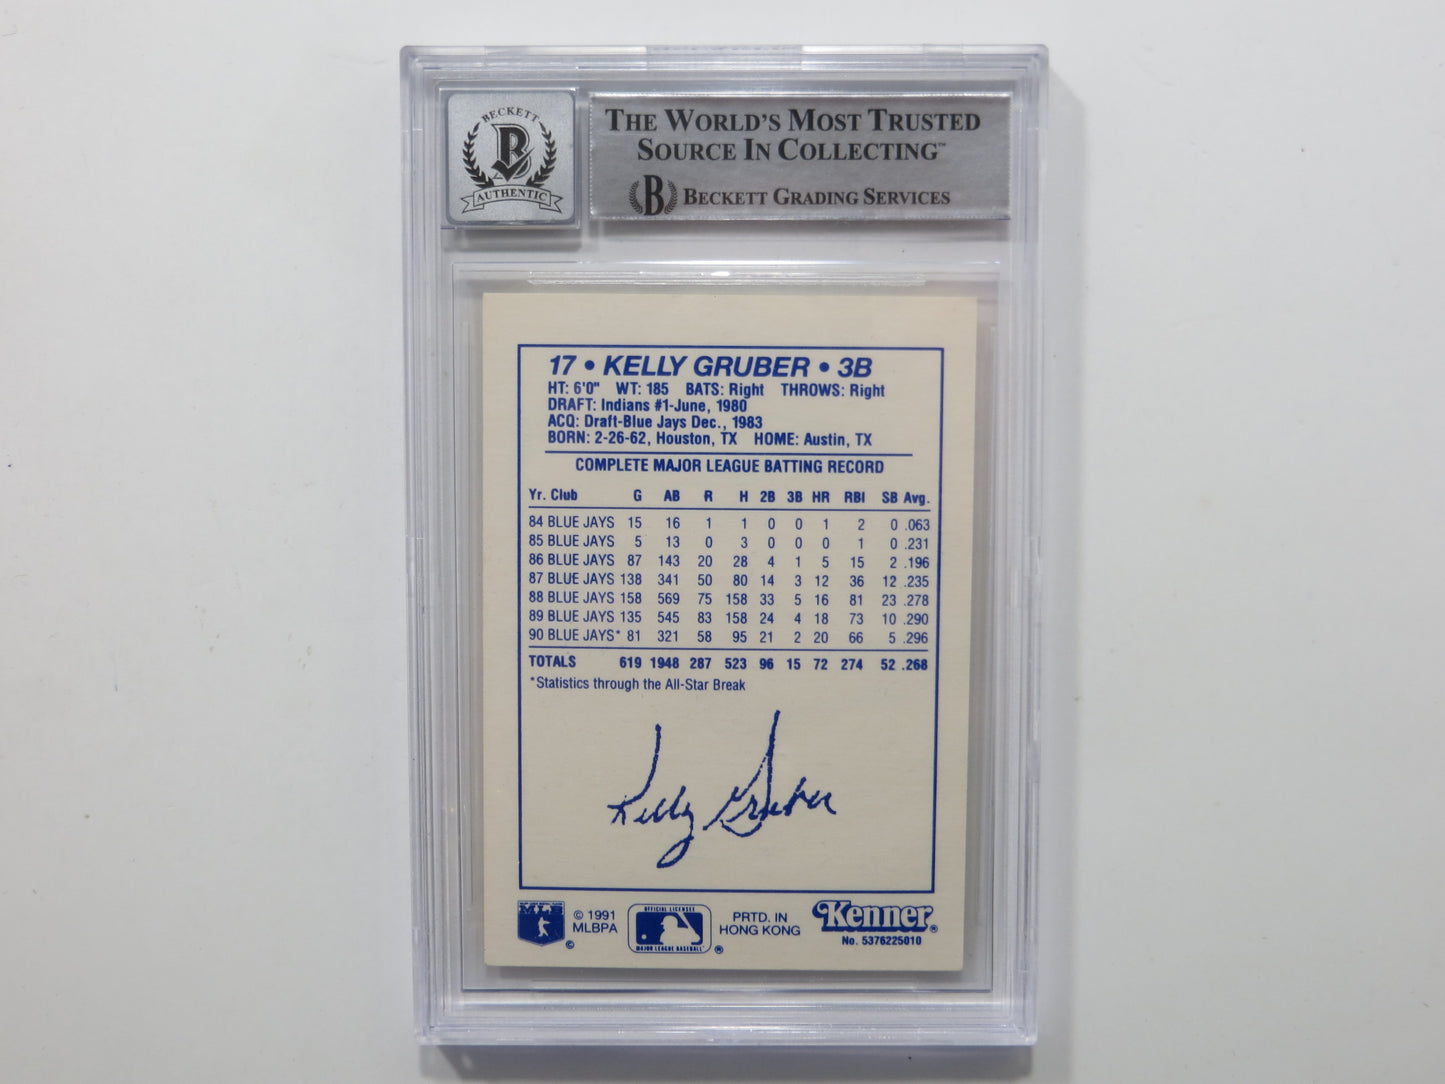 BECKETT
B
AUTHENTIC
THE WORLD'S MOST TRUSTED
SOURCE IN COLLECTING™
B BECKETT GRADING SERVICES
17 • KELLY GRUBER • 3B
HT: 6'0" WT: 185 BATS: Right THROWS: Right
DRAFT: Indians #1-June, 1980
ACQ: Draft-Blue Jays Dec., 1983
BORN: 2-26-62, Houston, TX HOME: Austin, TX
COMPLETE MAJOR LEAGUE BATTING RECORD
Yr. Club G AB R H 2B 3B HR RBI SB Avg.
84 BLUE JAYS 15 16 1 1 0 0 1 2 0 .063
85 BLUE JAYS 5 13 0 3 0 0 0 1 0 .231
86 BLUE JAYS 87 143 20 28 4 1 5 15 2 .196
87 BLUE JAYS 138 341 50 80 14 3 12 36 12 .235
88 BLUE JAYS 158 569 75 158 33 5 16 81 23 .278
89 BLUE JAYS 135 545 83 158 24 4 18 73 10 .290
90 BLUE JAYS* 81 321 58 95 21 2 20 66 5 .296
TOTALS 619 1948 287 523 96 15 72 274 52 .268
*Statistics through the All-Star Break
Kelly Gruber
MLB
©
© 1991
MLBPA
OFFICIAL LICENSEE
MAJOR LEAGUE BASEBALL
®
PRTD. IN
HONG KONG
Kenner®
No. 5376225010